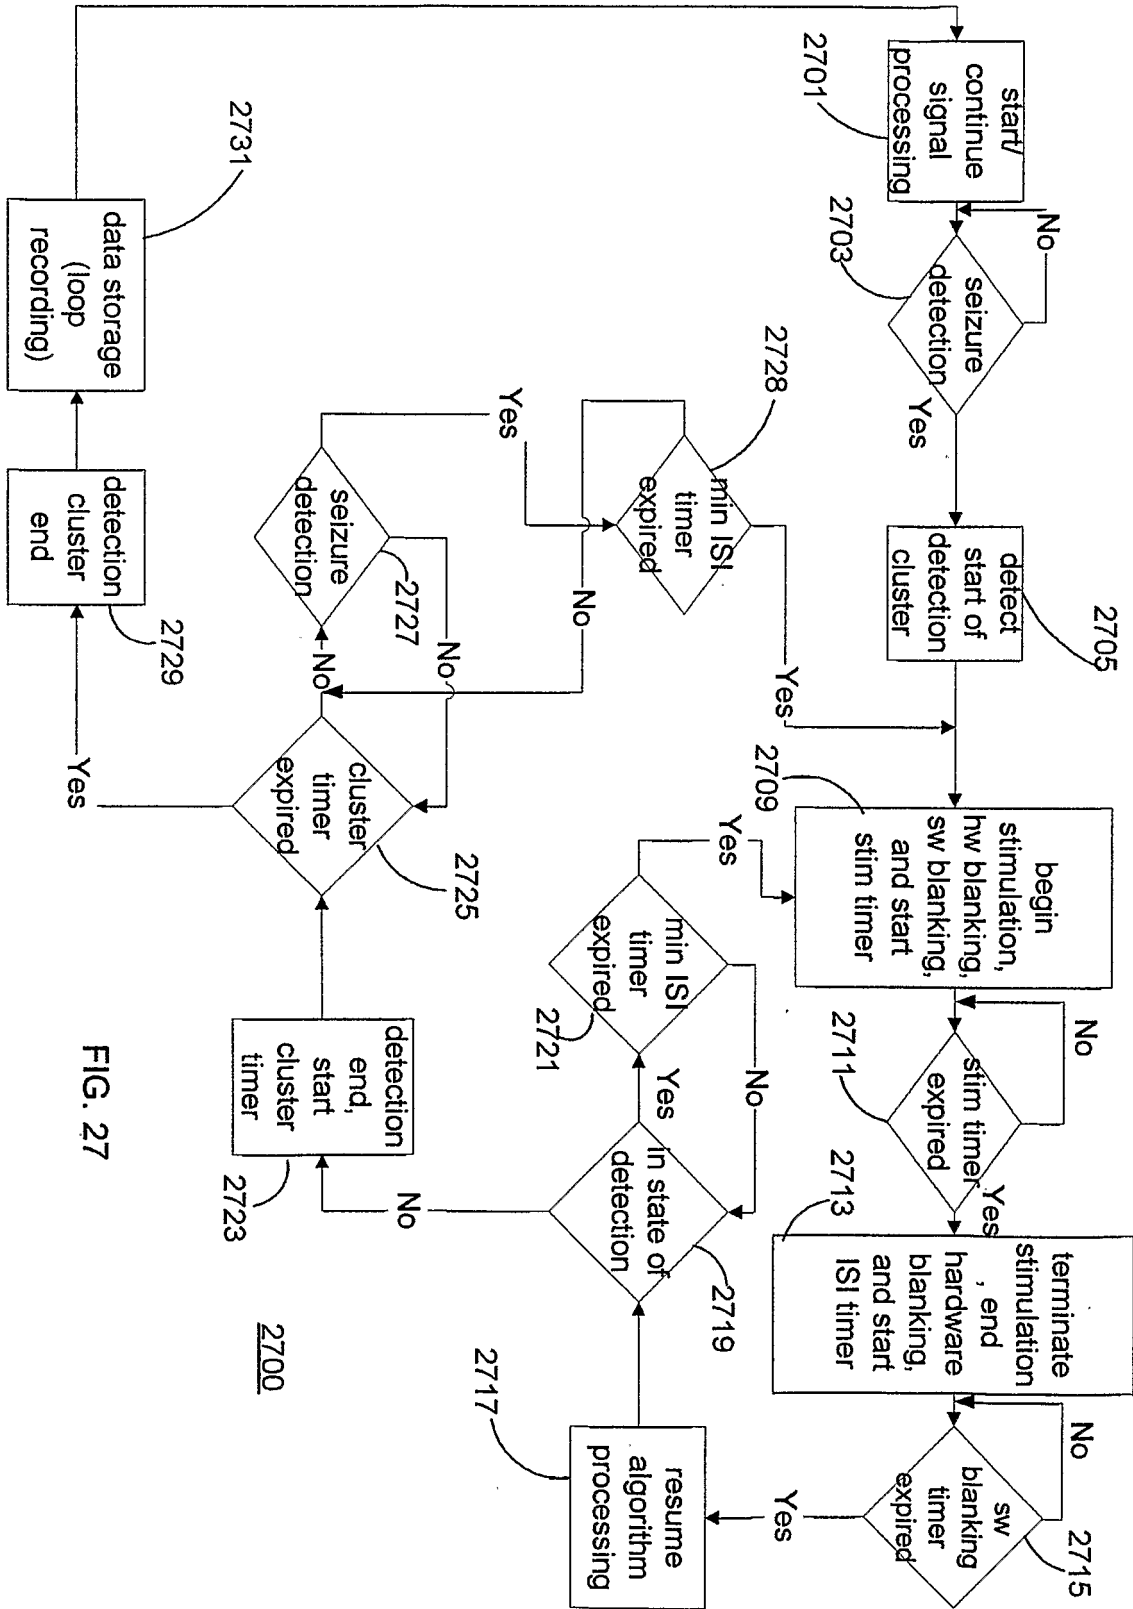 start/
continue
signal
processing
2701
No
seizure
detection
2703
Yes
detect
start of
detection
cluster
2705
begin
stimulation,
hw blanking,
sw blanking,
and start
stim timer
2709
No
stim timer
expired
2711
Yes
terminate
stimulation
, end
hardware
blanking,
and start
ISI timer
2713
No
sw
blanking
timer
expired
2715
Yes
resume
algorithm
processing
2717
in state of
detection
2719
Yes
No
min ISI
timer
expired
2721
No
Yes
detection
end,
start
cluster
timer
2723
cluster
timer
expired
2725
No
Yes
seizure
detection
2727
No
Yes
min ISI
timer
expired
2728
No
Yes
detection
cluster
end
2729
data storage
(loop
recording)
2731
2700
FIG. 27